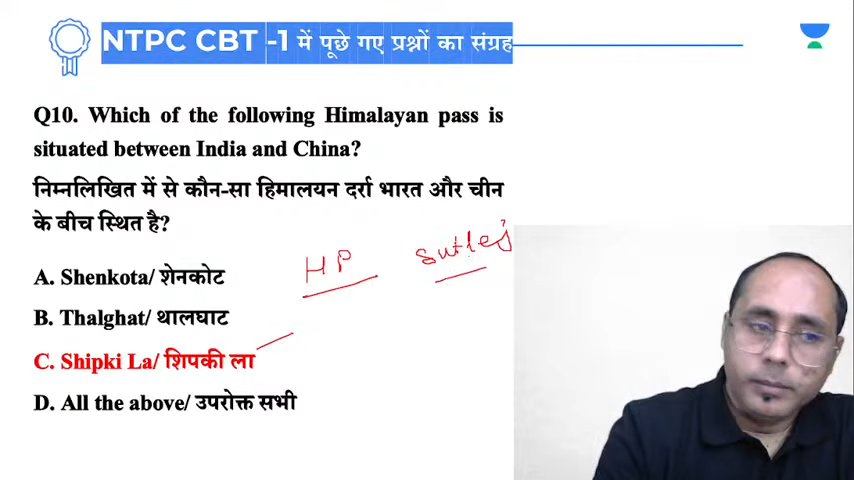 NTPC CBT -1 में पूछे गए प्रश्नों का संग्रह
Q10. Which of the following Himalayan pass is
situated between India and China?
निम्नलिखित में से कौन-सा हिमालयन दर्रा भारत और चीन
के बीच स्थित है?
HP Sutlej
A. Shenkota/ शेनकोट
B. Thalghat/ थालघाट
C. Shipki La/ शिपकी ला
D. All the above/ उपरोक्त सभी